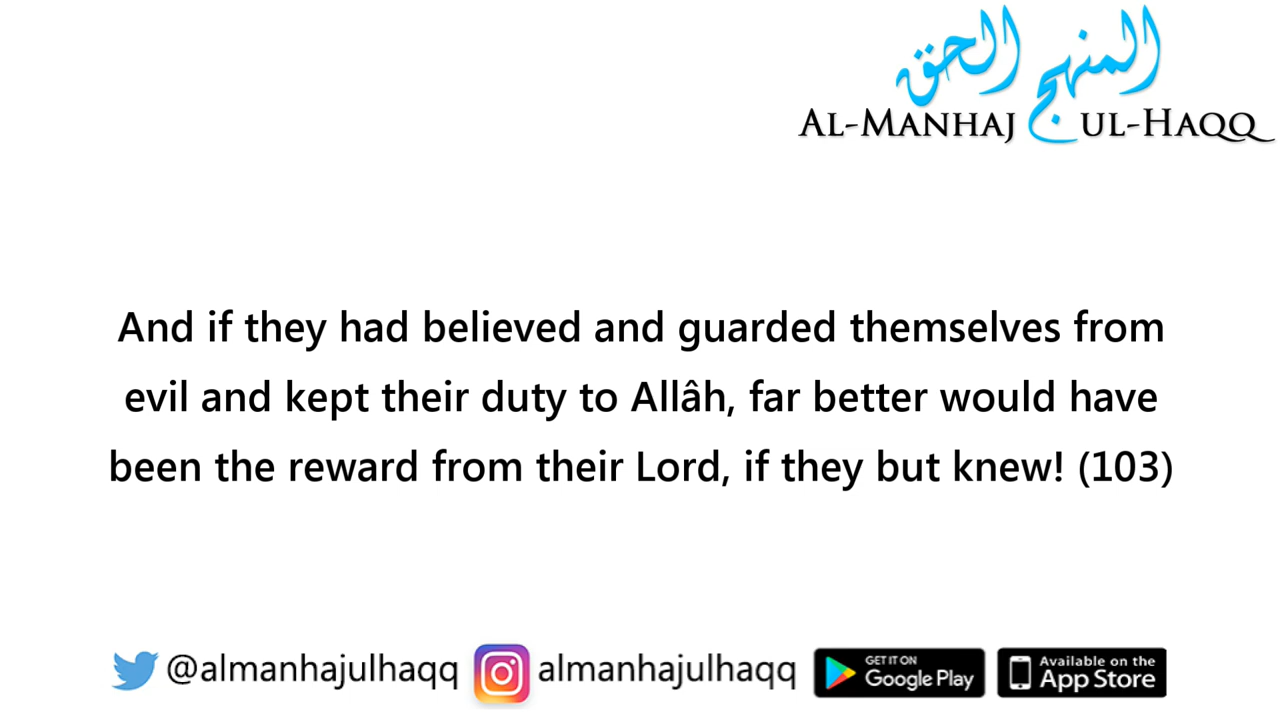 المنهج الحق
AL-MANHAJ UL-HAQQ
And if they had believed and guarded themselves from
evil and kept their duty to Allâh, far better would have
been the reward from their Lord, if they but knew! (103)
@almanhajulhaqq almanhajulhaqq GET IT ON Google Play Available on the App Store